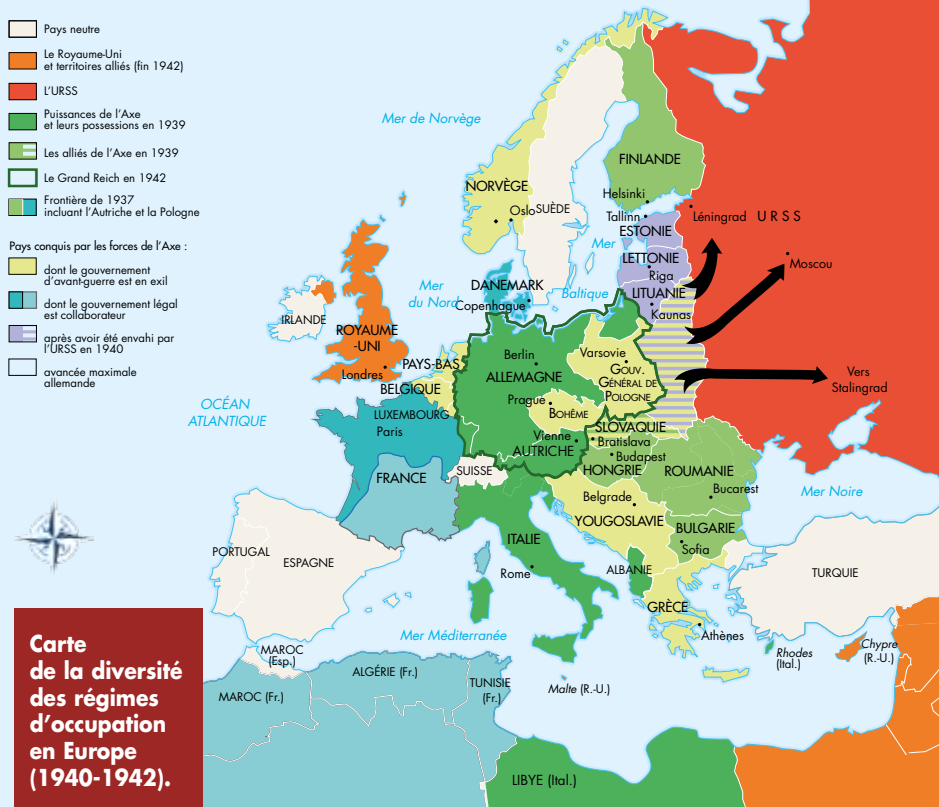 Pays neutre
Le Royaume-Uni
et territoires alliés (fin 1942)
L'URSS
Puissances de l'Axe
et leurs possessions en 1939
Les alliés de l'Axe en 1939
Le Grand Reich en 1942
Frontière de 1937
incluant l'Autriche et la Pologne
Pays conquis par les forces de l'Axe :
dont le gouvernement
d'avant-guerre est en exil
dont le gouvernement légal
est collaborateur
après avoir été envahi par
l'URSS en 1940
avancée maximale
allemande
Mer de Norvège
FINLANDE
NORVÈGE
Helsinki
Oslo
SUÈDE
Tallinn
Léningrad
URSS
ESTONIE
Mer
Baltique
LETTONIE
Riga
Moscou
LITUANIE
Kaunas
Mer
du Nord
DANEMARK
Copenhague
IRLANDE
ROYAUME
-UNI
Londres
PAYS-BAS
BELGIQUE
Berlin
ALLEMAGNE
Varsovie
GOUV.
GÉNÉRAL DE
POLOGNE
Vers
Stalingrad
Prague
BOHÊME
OCÉAN
ATLANTIQUE
LUXEMBOURG
Paris
SLOVAQUIE
Vienne
Bratislava
AUTRICHE
Budapest
HONGRIE
ROUMANIE
SUISSE
FRANCE
Bucarest
Mer Noire
Belgrade
YOUGOSLAVIE
BULGARIE
Sofia
ITALIE
PORTUGAL
ESPAGNE
Rome
ALBANIE
TURQUIE
GRÈCE
Athènes
Mer Méditerranée
Rhodes
(Ital.)
Chypre
(R.-U.)
MAROC
(Esp.)
MAROC (Fr.)
ALGÉRIE (Fr.)
TUNISIE
(Fr.)
Malte (R.-U.)
LIBYE (Ital.)
Carte
de la diversité
des régimes
d'occupation
en Europe
(1940-1942).